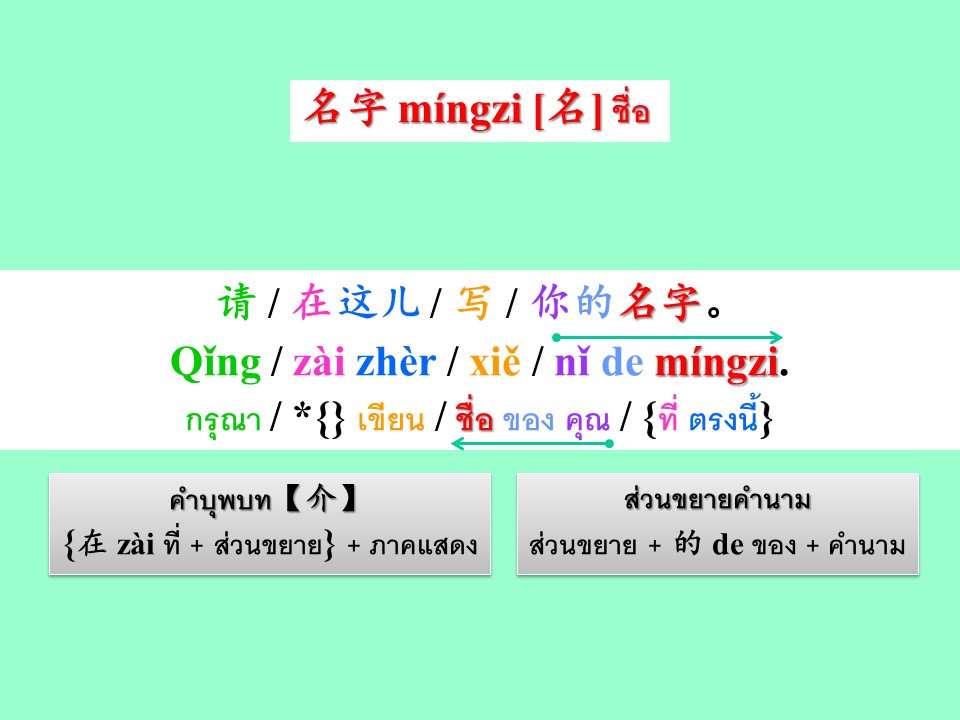 名字 míngzi [名] ชื่อ
请 / 在这儿 / 写 / 你的名字。
Qǐng / zài zhèr / xiě / nǐ de míngzi.
กรุณา / *{} เขียน / ชื่อ ของ คุณ / {ที่ ตรงนี้}
คำบุพบท【介】
{在 zài ที่ + ส่วนขยาย} + ภาคแสดง
ส่วนขยายคำนาม
ส่วนขยาย + 的 de ของ + คำนาม